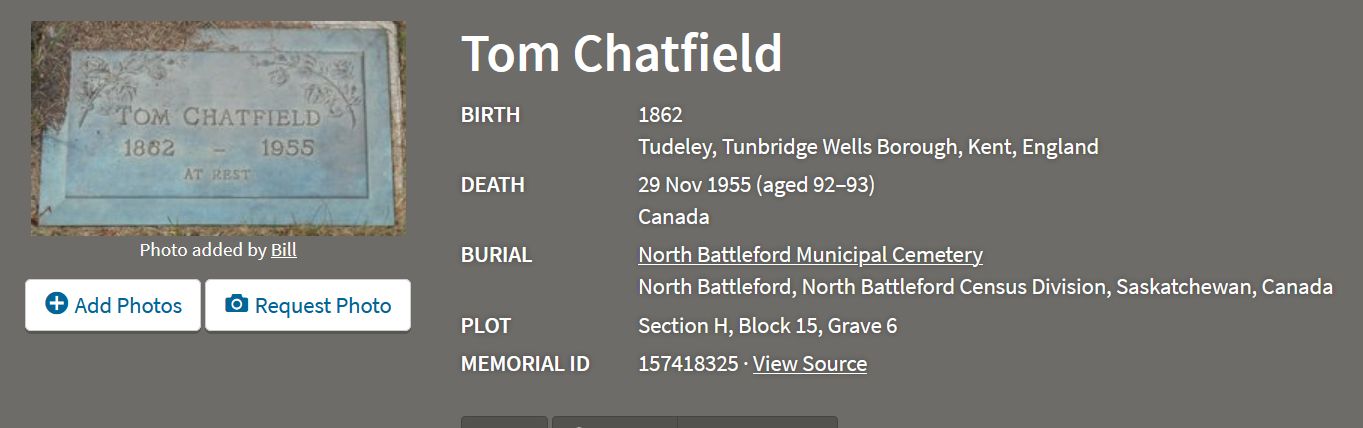 TOM CHATFIELD
1862 – 1955
AT REST
Photo added by Bill
Add Photos
Request Photo
Tom Chatfield
BIRTH 1862
Tudeley, Tunbridge Wells Borough, Kent, England
DEATH 29 Nov 1955 (aged 92–93)
Canada
BURIAL North Battleford Municipal Cemetery
North Battleford, North Battleford Census Division, Saskatchewan, Canada
PLOT Section H, Block 15, Grave 6
MEMORIAL ID 157418325 · View Source